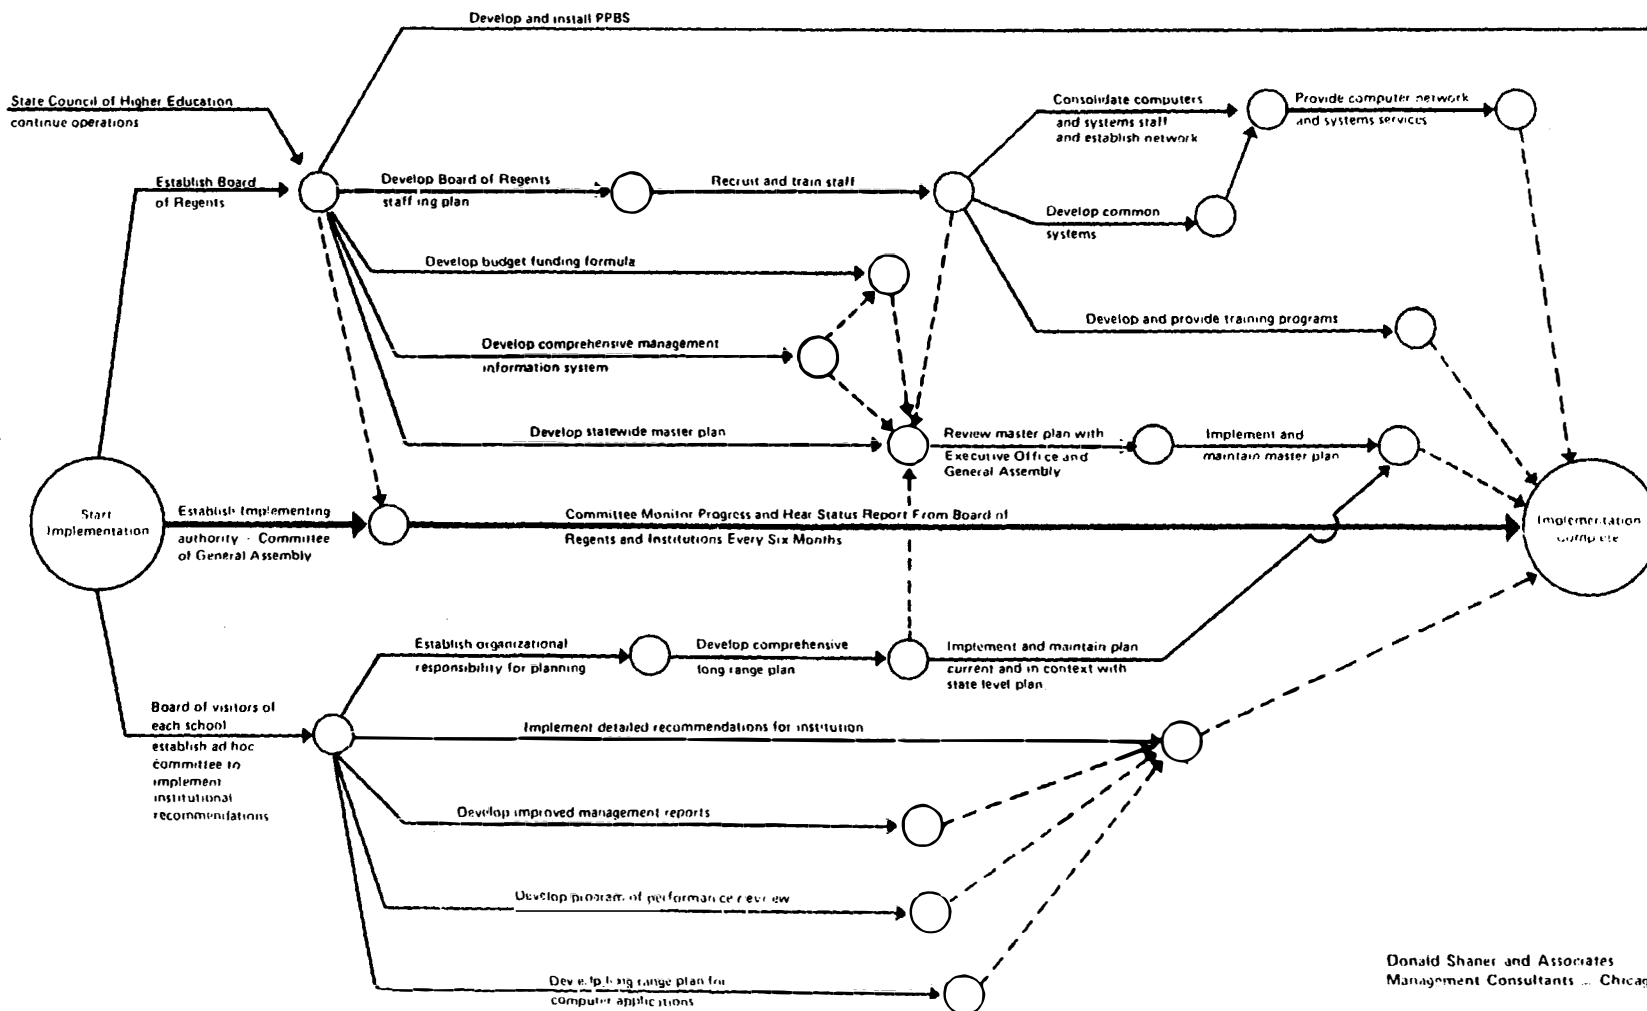 Develop and install PPBS
State Council of Higher Education
continue operations
Consolidate computers
and systems staff
and establish network
Provide computer network
and systems services
Establish Board
of Regents
Develop Board of Regents
staffing plan
Recruit and train staff
Develop common
systems
Develop budget funding formula
Develop and provide training programs
Develop comprehensive management
information system
Develop statewide master plan
Review master plan with
Executive Office and
General Assembly
Implement and
maintain master plan
Start
Implementation
Establish Implementing
authority - Committee
of General Assembly
Committee Monitor Progress and Hear Status Report From Board of
Regents and Institutions Every Six Months
Implementation
Complete
Establish organizational
responsibility for planning
Develop comprehensive
long range plan
Implement and maintain plan
current and in context with
state level plan
Board of visitors of
each school
establish ad hoc
committee to
implement
institutional
recommendations
Implement detailed recommendations for institution
Develop improved management reports
Develop program of performance review
Develop long range plan for
computer applications
Donald Shaner and Associates
Management Consultants